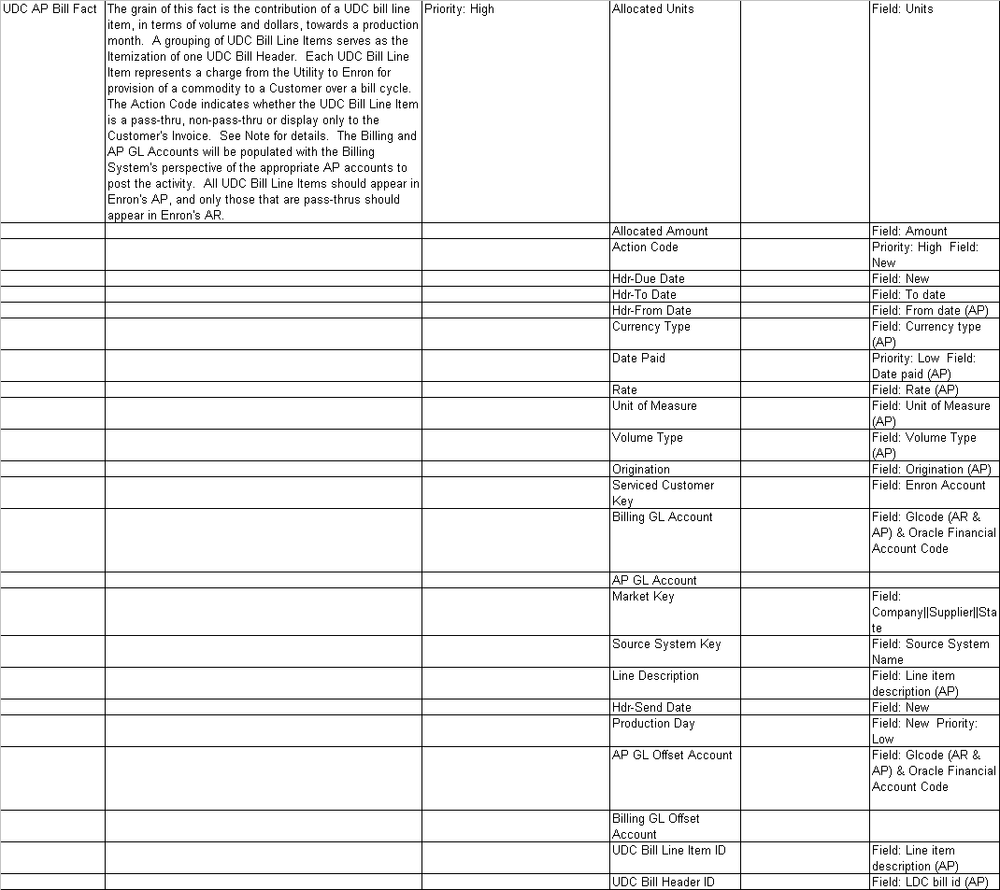 UDC AP Bill Fact
The grain of this fact is the contribution of a UDC bill line
item, in terms of volume and dollars, towards a production
month.  A grouping of UDC Bill Line Items serves as the
Itemization of one UDC Bill Header.  Each UDC Bill Line
Item represents a charge from the Utility to Enron for
provision of a commodity to a Customer over a bill cycle.
The Action Code indicates whether the UDC Bill Line Item
is a pass-thru, non-pass-thru or display only to the
Customer's Invoice.  See Note for details.  The Billing and
AP GL Accounts will be populated with the Billing
System's perspective of the appropriate AP accounts to
post the activity.  All UDC Bill Line Items should appear in
Enron's AP, and only those that are pass-thrus should
appear in Enron's AR.
Priority: High
Allocated Units
Field: Units
Allocated Amount
Field: Amount
Action Code
Priority: High  Field:
New
Hdr-Due Date
Field: New
Hdr-To Date
Field: To date
Hdr-From Date
Field: From date (AP)
Currency Type
Field: Currency type
(AP)
Date Paid
Priority: Low  Field:
Date paid (AP)
Rate
Field: Rate (AP)
Unit of Measure
Field: Unit of Measure
(AP)
Volume Type
Field: Volume Type
(AP)
Origination
Field: Origination (AP)
Serviced Customer
Key
Field: Enron Account
Billing GL Account
Field: Glcode (AR &
AP) & Oracle Financial
Account Code
AP GL Account
Market Key
Field:
Company||Supplier||Sta
te
Source System Key
Field: Source System
Name
Line Description
Field: Line item
description (AP)
Hdr-Send Date
Field: New
Production Day
Field: New  Priority:
Low
AP GL Offset Account
Field: Glcode (AR &
AP) & Oracle Financial
Account Code
Billing GL Offset
Account
UDC Bill Line Item ID
Field: Line item
description (AP)
UDC Bill Header ID
Field: LDC bill id (AP)